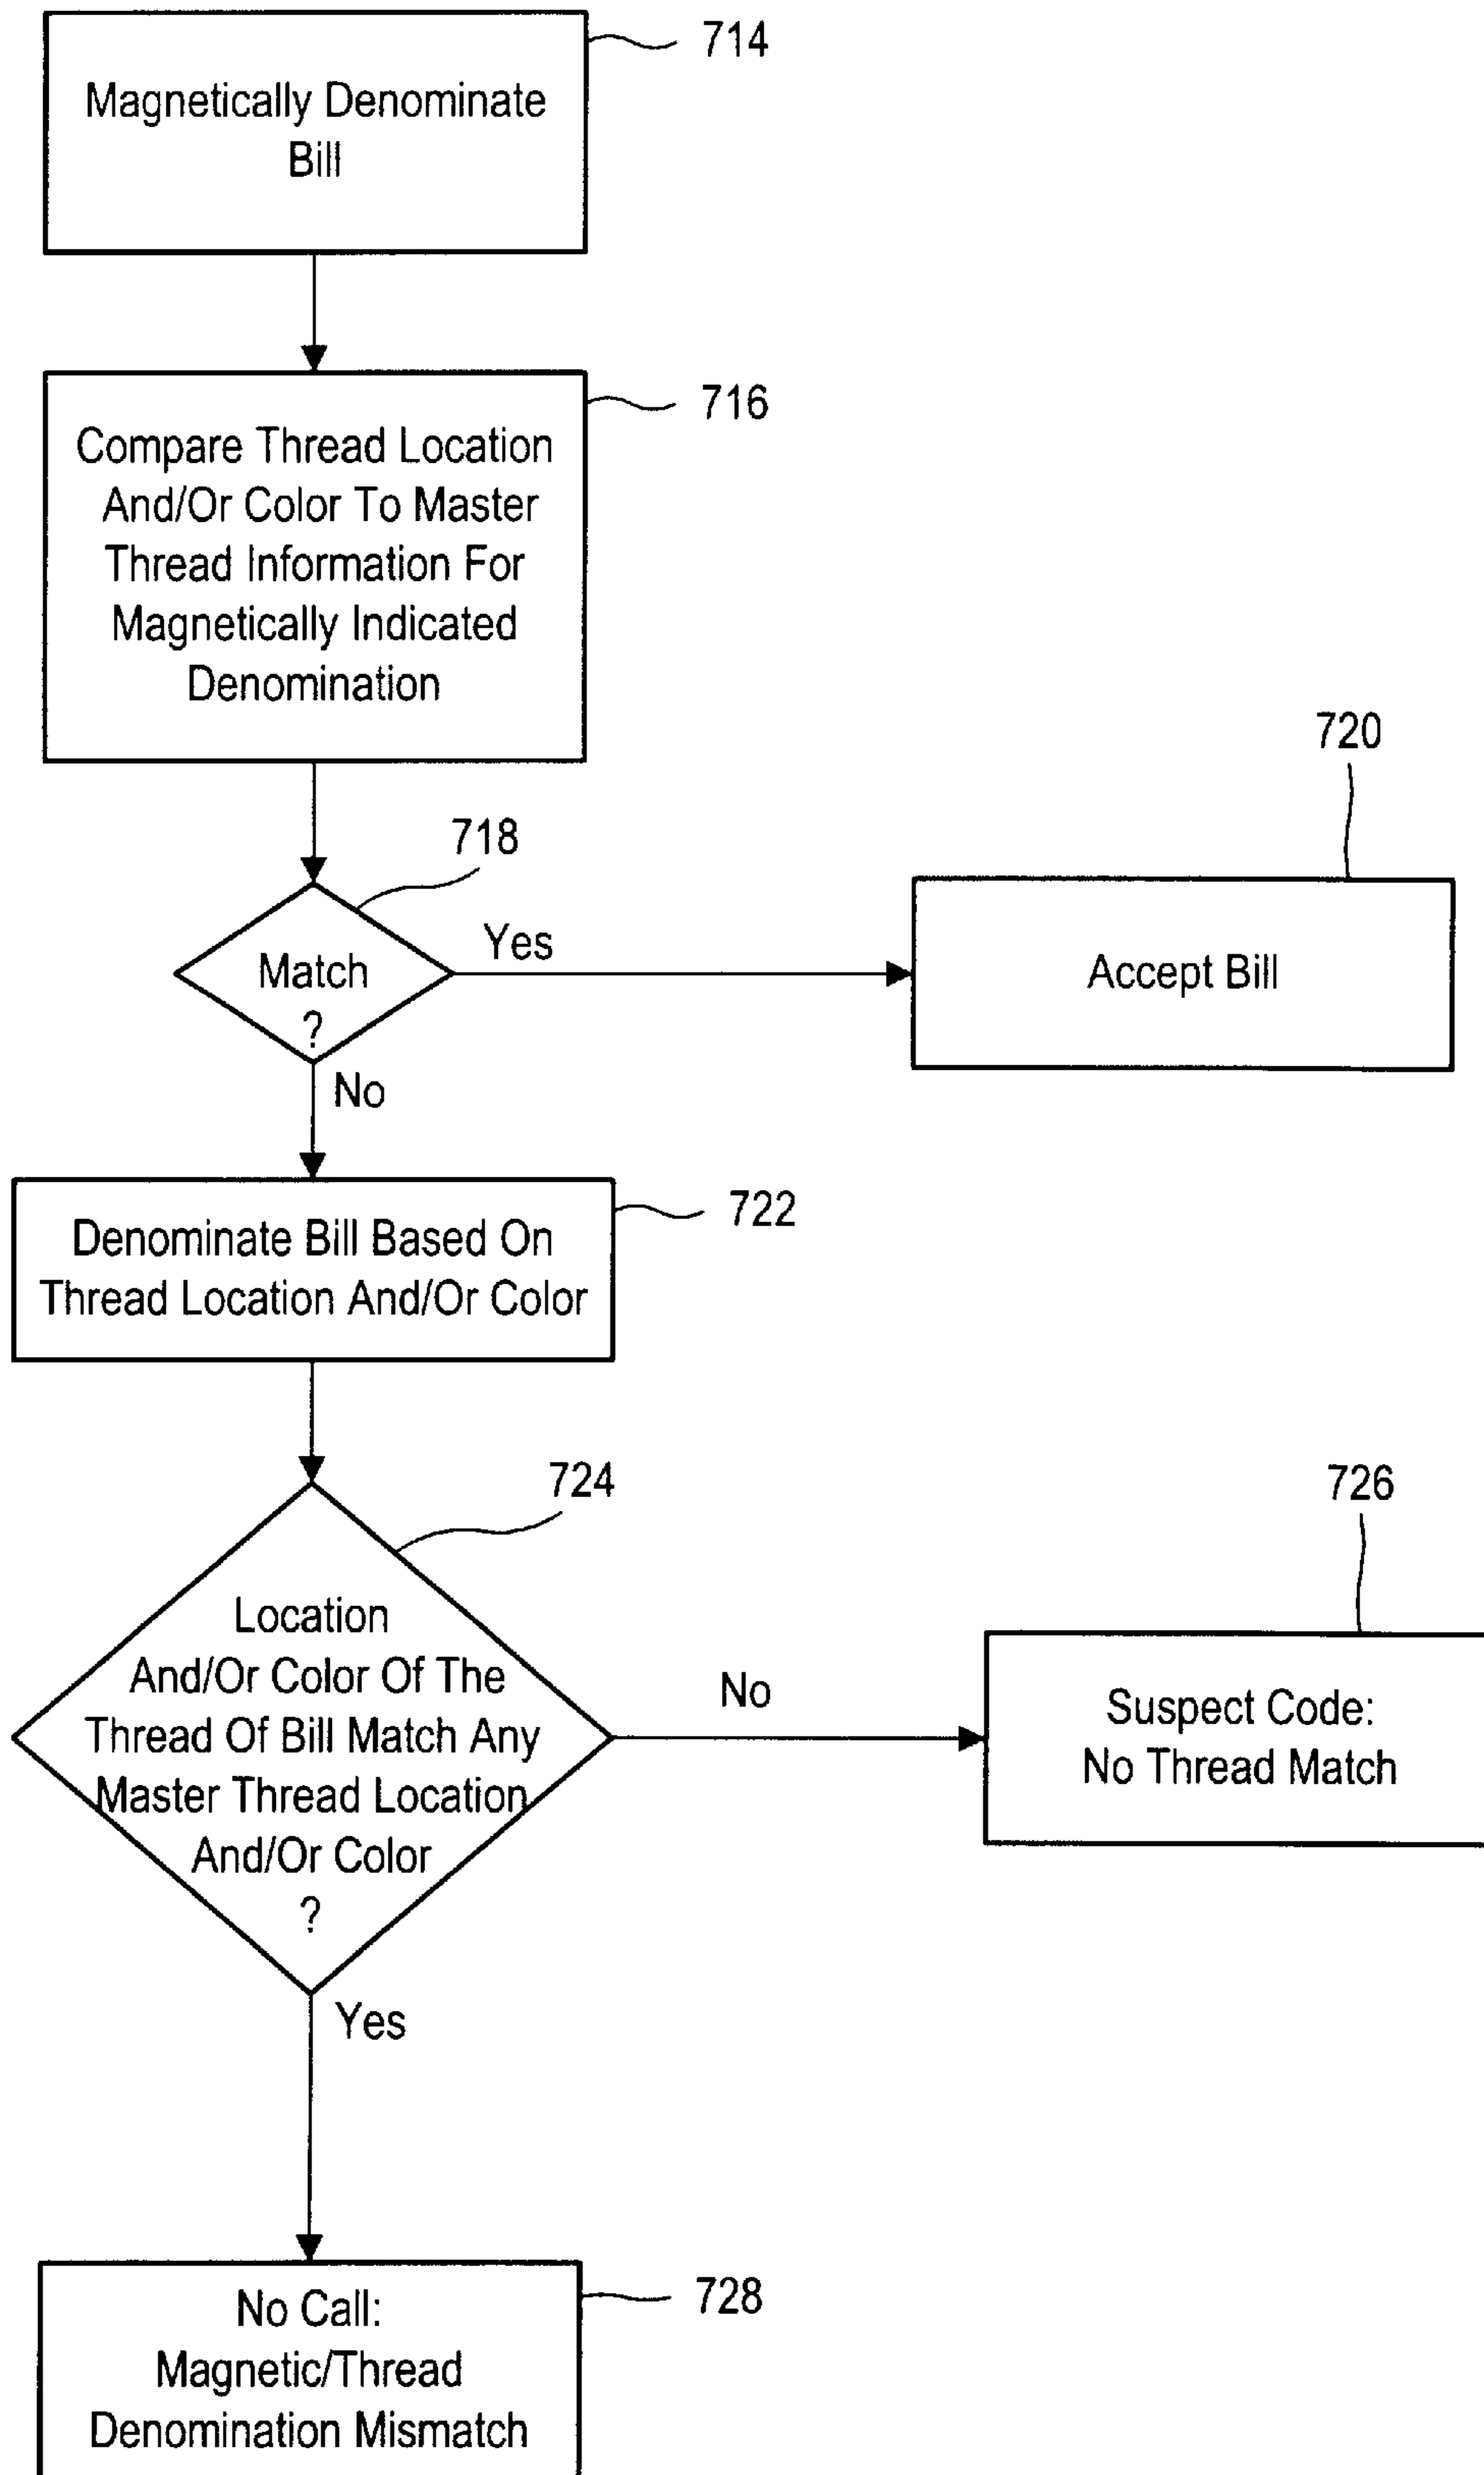 714
Magnetically Denominate
Bill
716
Compare Thread Location
And/Or Color To Master
Thread Information For
Magnetically Indicated
Denomination
718
720
Match
?
Yes
Accept Bill
No
722
Denominate Bill Based On
Thread Location And/Or Color
724
726
Location
And/Or Color Of The
Thread Of Bill Match Any
Master Thread Location
And/Or Color
?
No
Suspect Code:
No Thread Match
Yes
728
No Call:
Magnetic/Thread
Denomination Mismatch